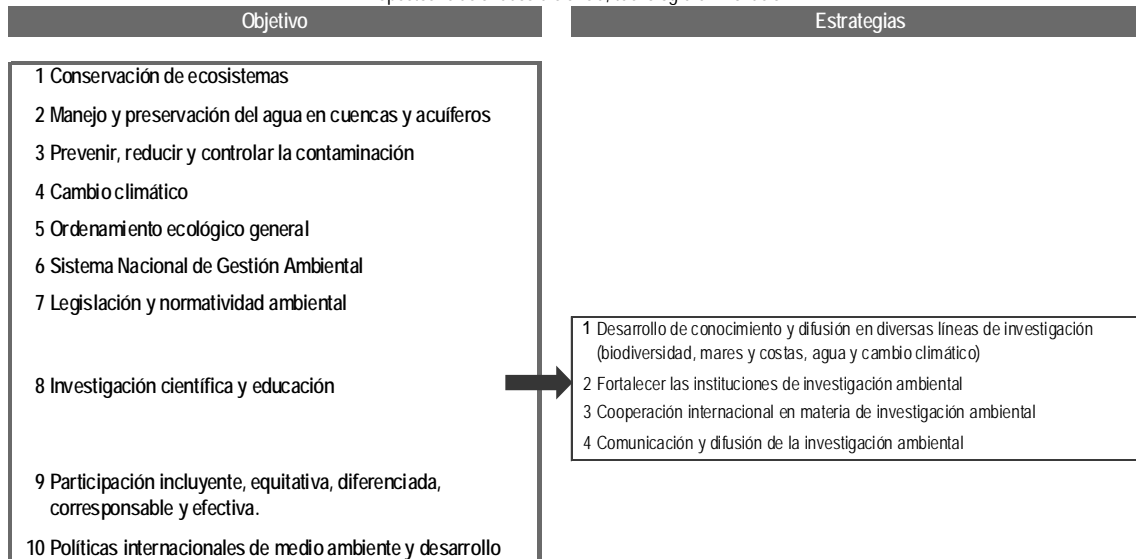 Objetivo
Estrategias
1 Conservación de ecosistemas
2 Manejo y preservación del agua en cuencas y acuíferos
3 Prevenir, reducir y controlar la contaminación
4 Cambio climático
5 Ordenamiento ecológico general
6 Sistema Nacional de Gestión Ambiental
7 Legislación y normatividad ambiental
8 Investigación científica y educación
9 Participación incluyente, equitativa, diferenciada,
corresponsable y efectiva.
10 Políticas internacionales de medio ambiente y desarrollo
1 Desarrollo de conocimiento y difusión en diversas líneas de investigación
(biodiversidad, mares y costas, agua y cambio climático)
2 Fortalecer las instituciones de investigación ambiental
3 Cooperación internacional en materia de investigación ambiental
4 Comunicación y difusión de la investigación ambiental